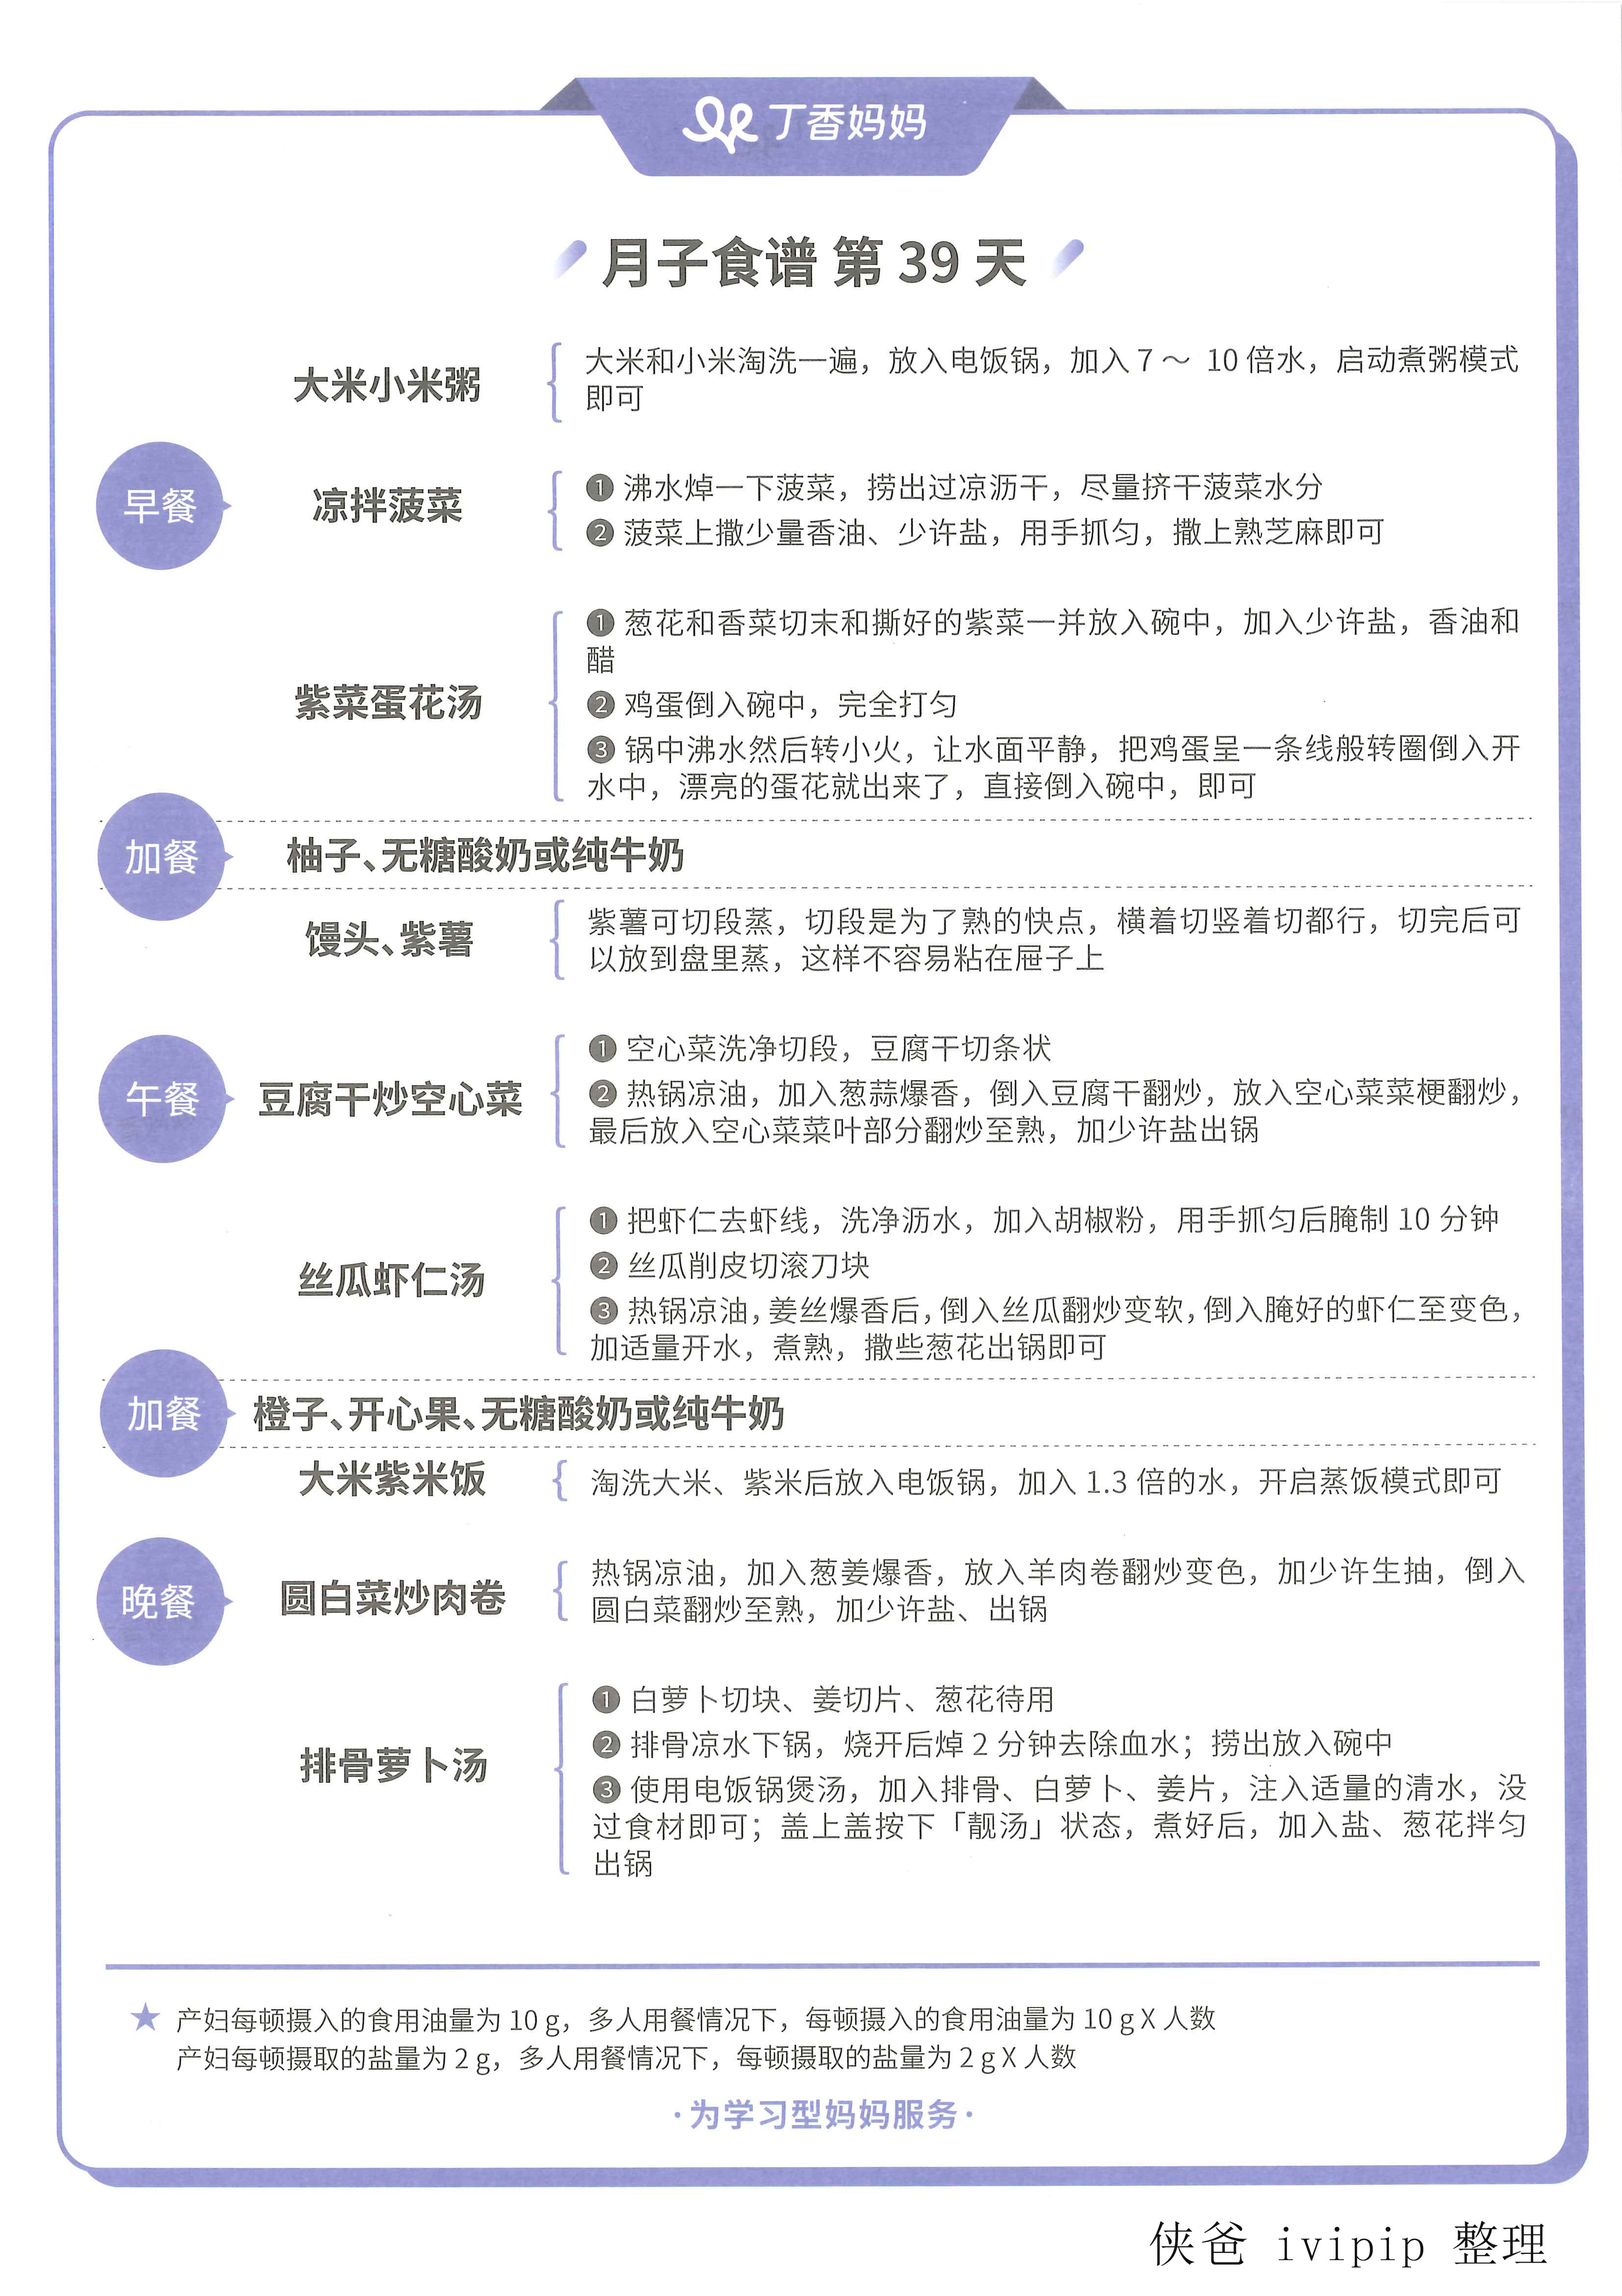 丁香妈妈
月子食谱 第 39 天
早餐
大米小米粥
大米和小米淘洗一遍，放入电饭锅，加入 7～ 10 倍水，启动煮粥模式
即可
凉拌菠菜
❶ 沸水焯一下菠菜，捞出过凉沥干，尽量挤干菠菜水分
❷ 菠菜上撒少量香油、少许盐，用手抓匀，撒上熟芝麻即可
紫菜蛋花汤
❶ 葱花和香菜切末和撕好的紫菜一并放入碗中，加入少许盐，香油和
醋
❷ 鸡蛋倒入碗中，完全打匀
❸ 锅中沸水然后转小火，让水面平静，把鸡蛋呈一条线般转圈倒入开
水中，漂亮的蛋花就出来了，直接倒入碗中，即可
加餐
柚子、无糖酸奶或纯牛奶
午餐
馒头、紫薯
紫薯可切段蒸，切段是为了熟的快点，横着切竖着切都行，切完后可
以放到盘里蒸，这样不容易粘在屉子上
豆腐干炒空心菜
❶ 空心菜洗净切段，豆腐干切条状
❷ 热锅凉油，加入葱蒜爆香，倒入豆腐干翻炒，放入空心菜菜梗翻炒，
最后放入空心菜菜叶部分翻炒至熟，加少许盐出锅
丝瓜虾仁汤
❶ 把虾仁去虾线，洗净沥水，加入胡椒粉，用手抓匀后腌制 10 分钟
❷ 丝瓜削皮切滚刀块
❸ 热锅凉油，姜丝爆香后，倒入丝瓜翻炒变软，倒入腌好的虾仁至变色，
加适量开水，煮熟，撒些葱花出锅即可
加餐
橙子、开心果、无糖酸奶或纯牛奶
晚餐
大米紫米饭
淘洗大米、紫米后放入电饭锅，加入 1.3 倍的水，开启蒸饭模式即可
圆白菜炒肉卷
热锅凉油，加入葱姜爆香，放入羊肉卷翻炒变色，加少许生抽，倒入
圆白菜翻炒至熟，加少许盐、出锅
排骨萝卜汤
❶ 白萝卜切块、姜切片、葱花待用
❷ 排骨凉水下锅，烧开后焯 2 分钟去除血水；捞出放入碗中
❸ 使用电饭锅煲汤，加入排骨、白萝卜、姜片，注入适量的清水，没
过食材即可；盖上盖按下「靓汤」状态，煮好后，加入盐、葱花拌匀
出锅
★ 产妇每顿摄入的食用油量为 10 g，多人用餐情况下，每顿摄入的食用油量为 10 g X 人数
产妇每顿摄取的盐量为 2 g，多人用餐情况下，每顿摄取的盐量为 2 g X 人数
·为学习型妈妈服务·
侠爸 ivipip 整理